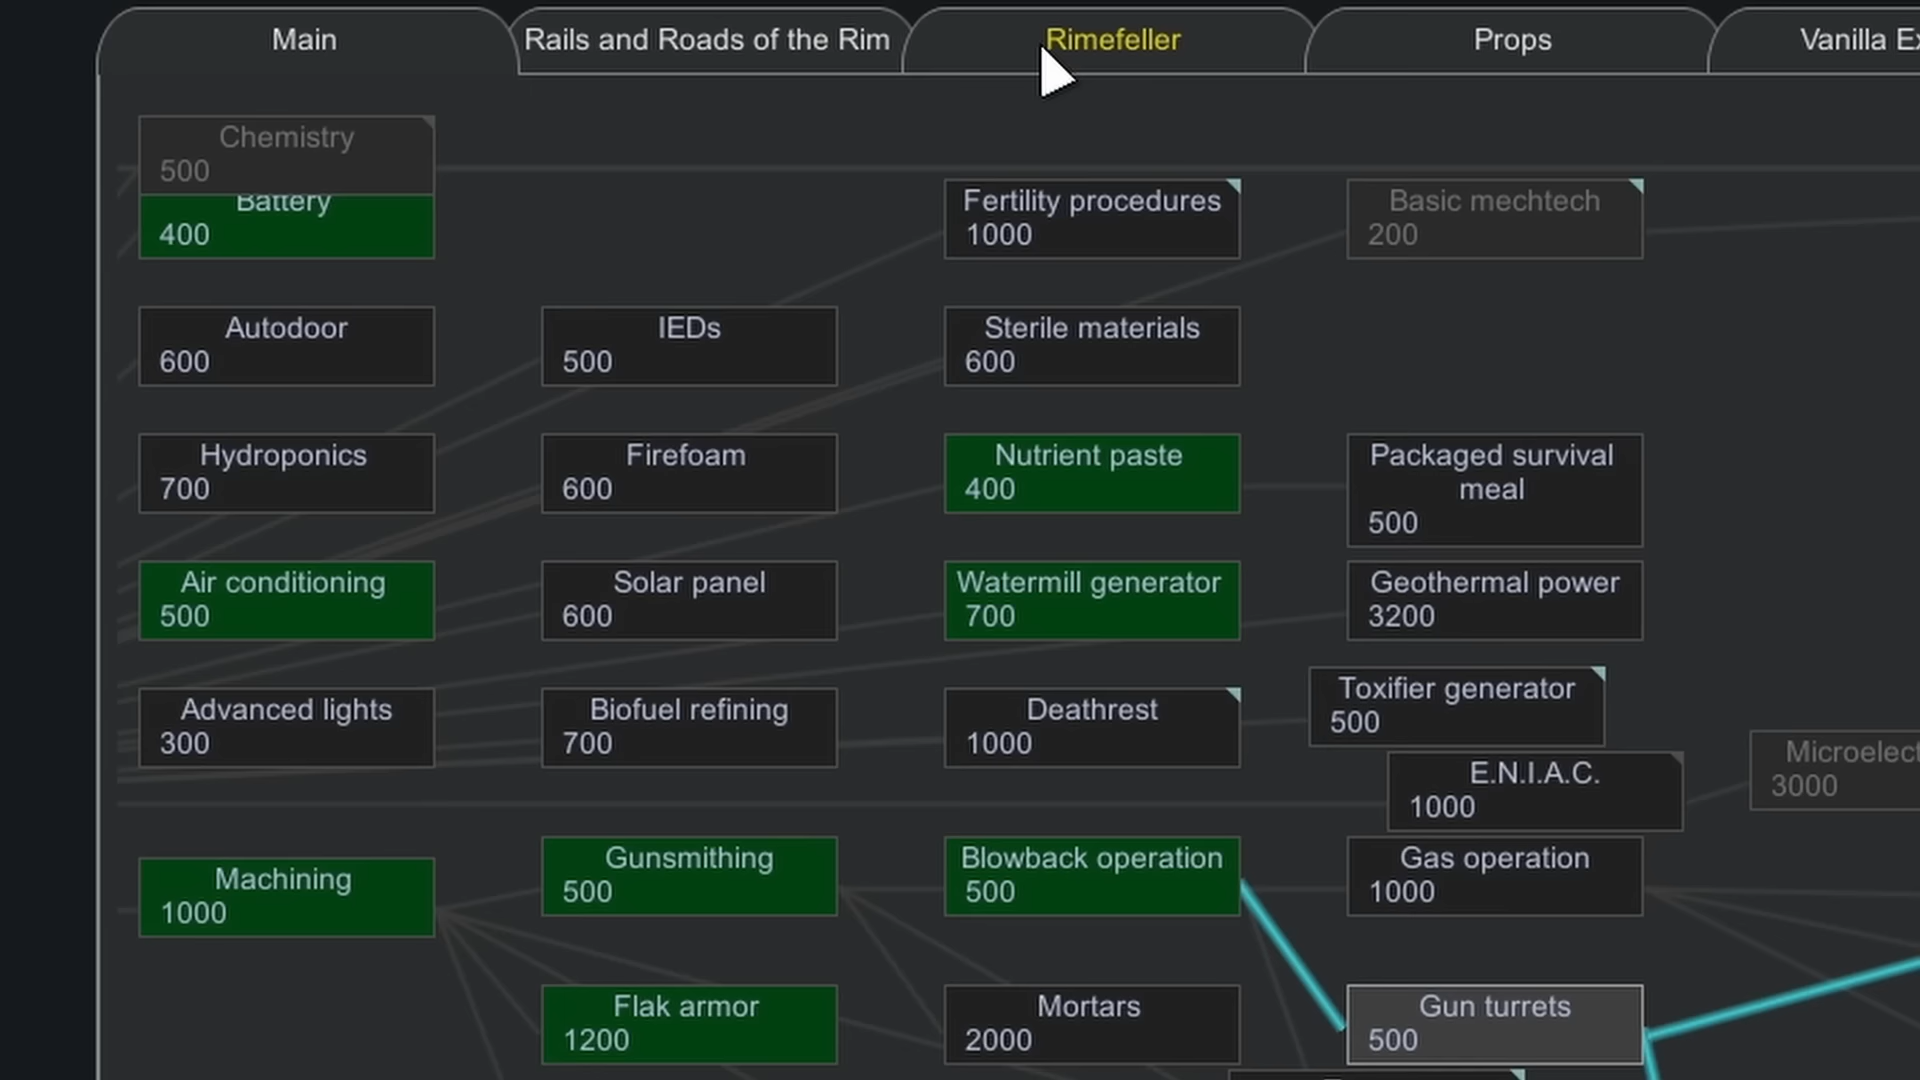 Main
Rails and Roads of the Rim
Rimefeller
Props
Vanilla Ex
Chemistry
500
Battery
400
Fertility procedures
1000
Basic mechtech
200
Autodoor
600
IEDs
500
Sterile materials
600
Hydroponics
700
Firefoam
600
Nutrient paste
400
Packaged survival
meal
500
Air conditioning
500
Solar panel
600
Watermill generator
700
Geothermal power
3200
Advanced lights
300
Biofuel refining
700
Deathrest
1000
Toxifier generator
500
E.N.I.A.C.
1000
Microelect
3000
Machining
1000
Gunsmithing
500
Blowback operation
500
Gas operation
1000
Flak armor
1200
Mortars
2000
Gun turrets
500